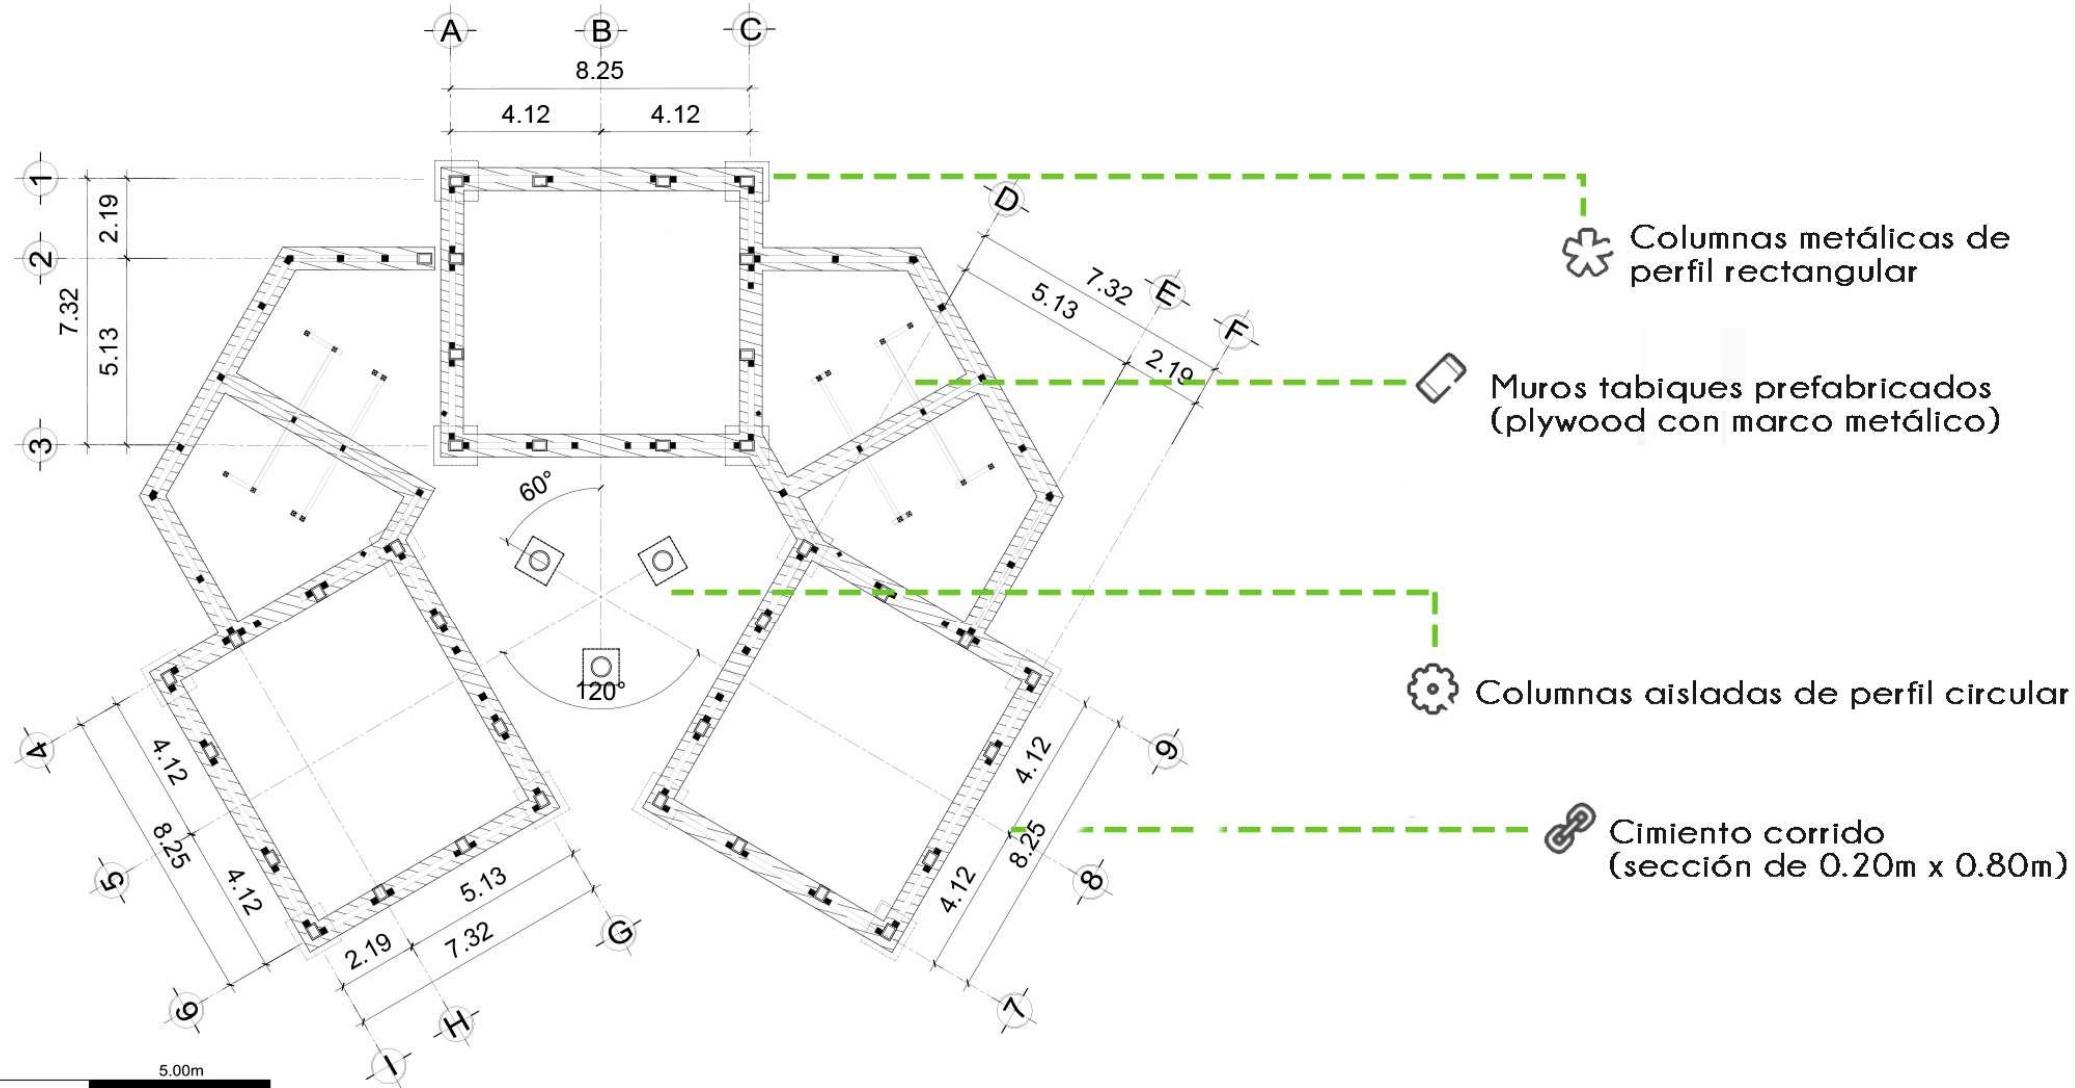 A
B
C
8.25
4.12
4.12
1
2
3
2.19
7.32
5.13
D
E
F
7.32
5.13
2.19
Columnas metálicas de
perfil rectangular
Muros tabiques prefabricados
(plywood con marco metálico)
60°
120°
Columnas aisladas de perfil circular
Cimiento corrido
(sección de 0.20m x 0.80m)
4
5
6
4.12
8.25
4.12
2.19
5.13
7.32
G
H
I
9
8
7
4.12
8.25
4.12
5.00m